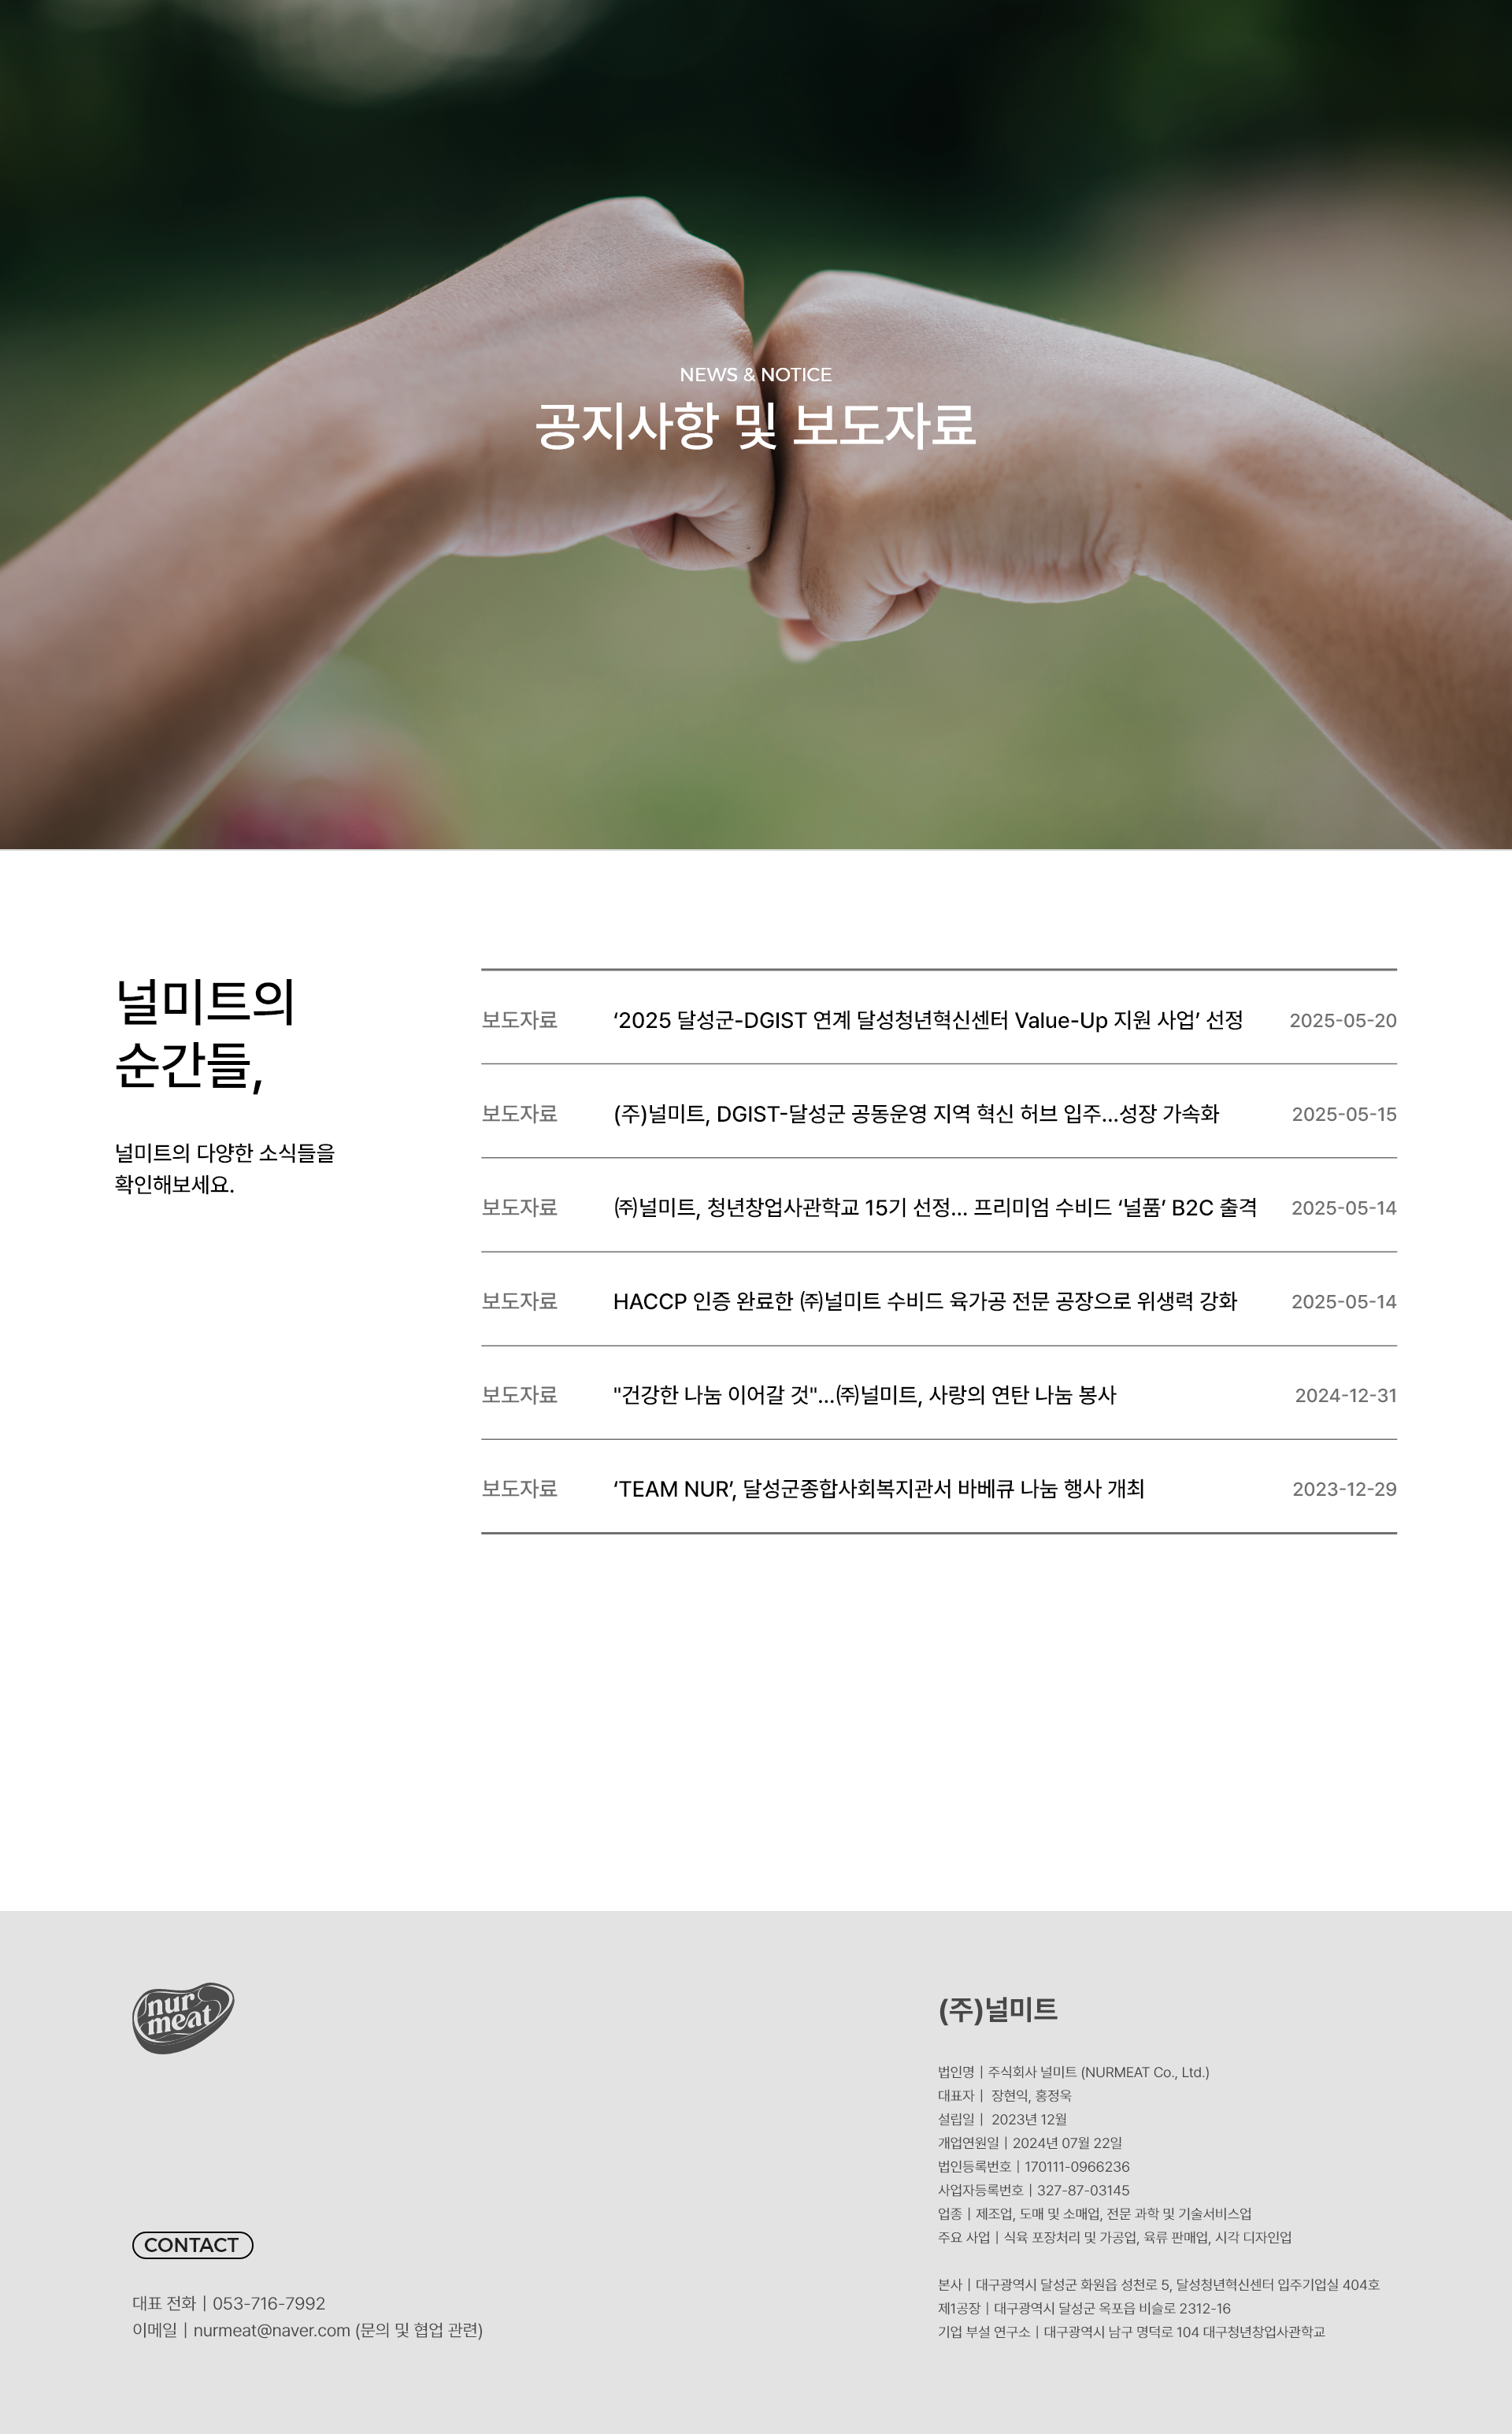 NEWS & NOTICE
공지사항 및 보도자료
널미트의
순간들,
널미트의 다양한 소식들을
확인해보세요.
보도자료 ‘2025 달성군-DGIST 연계 달성청년혁신센터 Value-Up 지원 사업’ 선정 2025-05-20
보도자료 (주)널미트, DGIST-달성군 공동운영 지역 혁신 허브 입주...성장 가속화 2025-05-15
보도자료 ㈜널미트, 청년창업사관학교 15기 선정... 프리미엄 수비드 ‘널품’ B2C 출격 2025-05-14
보도자료 HACCP 인증 완료한 ㈜널미트 수비드 육가공 전문 공장으로 위생력 강화 2025-05-14
보도자료 "건강한 나눔 이어갈 것"...㈜널미트, 사랑의 연탄 나눔 봉사 2024-12-31
보도자료 ‘TEAM NUR’, 달성군종합사회복지관서 바베큐 나눔 행사 개최 2023-12-29
nur
meat
CONTACT
대표 전화 | 053-716-7992
이메일 | nurmeat@naver.com (문의 및 협업 관련)
(주)널미트
법인명 | 주식회사 널미트 (NURMEAT Co., Ltd.)
대표자 | 장현익, 홍정욱
설립일 | 2023년 12월
개업연원일 | 2024년 07월 22일
법인등록번호 | 170111-0966236
사업자등록번호 | 327-87-03145
업종 | 제조업, 도매 및 소매업, 전문 과학 및 기술서비스업
주요 사업 | 식육 포장처리 및 가공업, 육류 판매업, 시각 디자인업
본사 | 대구광역시 달성군 화원읍 성천로 5, 달성청년혁신센터 입주기업실 404호
제1공장 | 대구광역시 달성군 옥포읍 비슬로 2312-16
기업 부설 연구소 | 대구광역시 남구 명덕로 104 대구청년창업사관학교